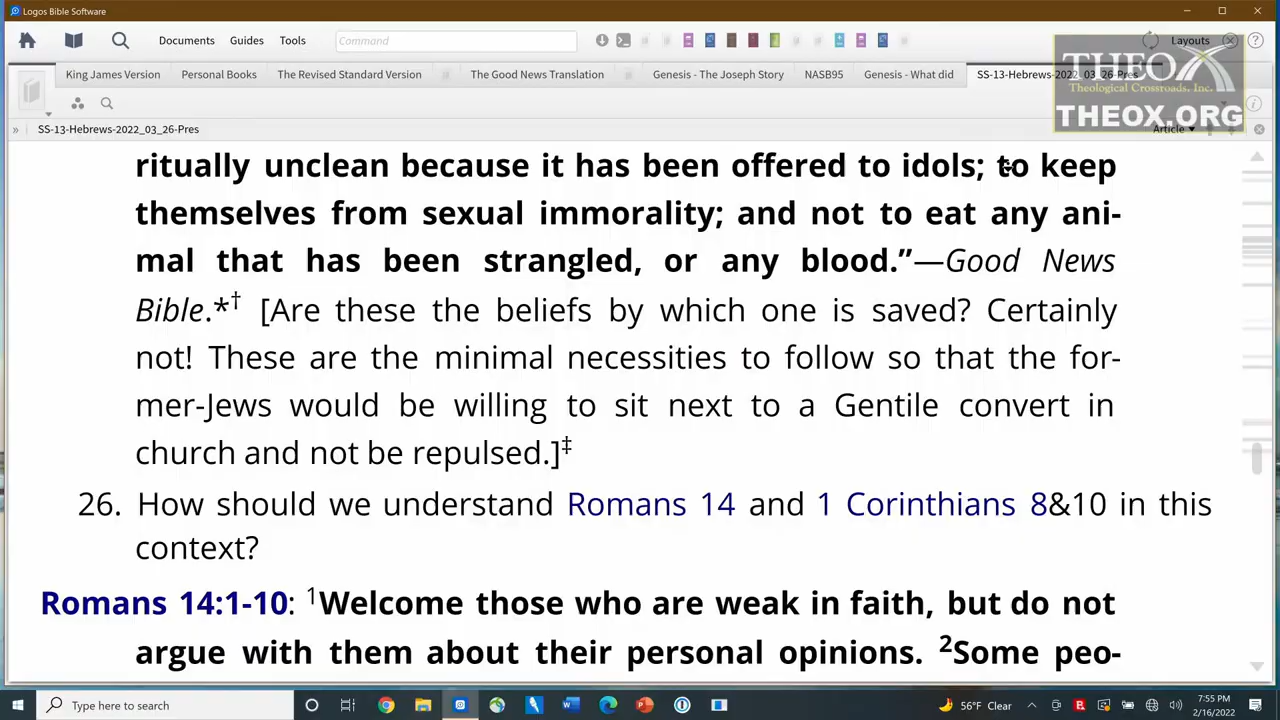 Logos Bible Software
Documents Guides Tools Command Layouts
King James Version Personal Books The Revised Standard Version The Good News Translation Genesis - The Joseph Story NASB95 Genesis - What did SS-13-Hebrews-2022_03_26-Pres
THEOX
Theological Crossroads, Inc.
THEOX.ORG
SS-13-Hebrews-2022_03_26-Pres Article
ritually unclean because it has been offered to idols; to keep
themselves from sexual immorality; and not to eat any ani-
mal that has been strangled, or any blood.”—Good News
Bible.*† [Are these the beliefs by which one is saved? Certainly
not! These are the minimal necessities to follow so that the for-
mer-Jews would be willing to sit next to a Gentile convert in
church and not be repulsed.]‡
26. How should we understand Romans 14 and 1 Corinthians 8&10 in this
context?
Romans 14:1-10: 1Welcome those who are weak in faith, but do not
argue with them about their personal opinions. 2Some peo-
Type here to search
56°F Clear
7:55 PM
2/16/2022